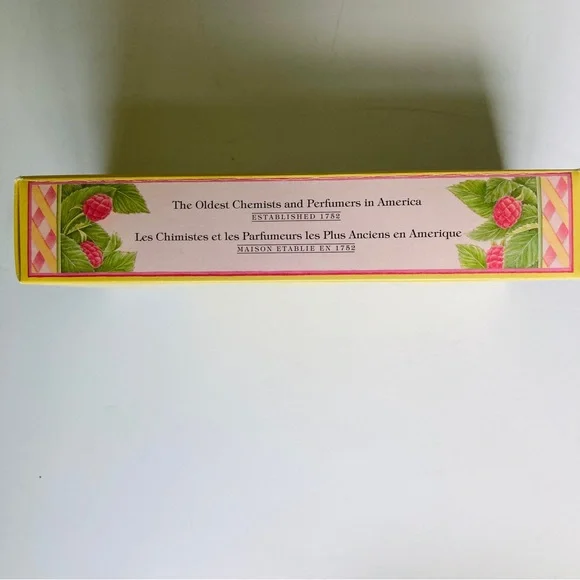 The Oldest Chemists and Perfumers in America
ESTABLISHED 1752
Les Chimistes et les Parfumeurs les Plus Anciens en Amerique
MAISON ETABLIE EN 1752